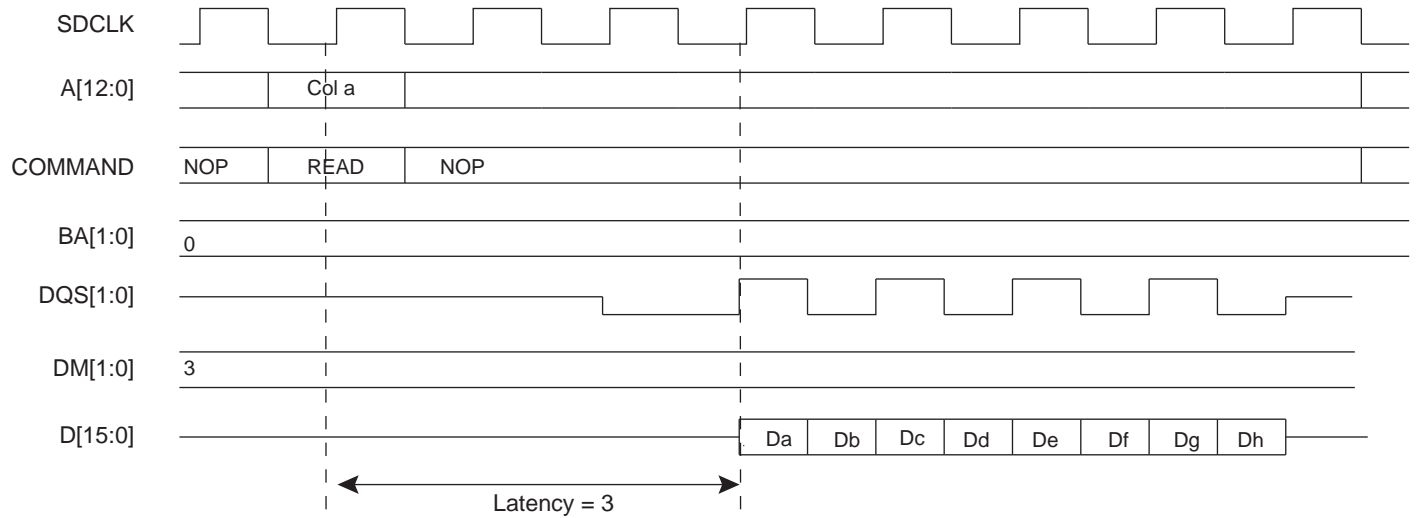 SDCLK
A[12:0]
Col a
COMMAND
NOP
READ
NOP
BA[1:0]
0
DQS[1:0]
DM[1:0]
3
D[15:0]
Da
Db
Dc
Dd
De
Df
Dg
Dh
Latency = 3